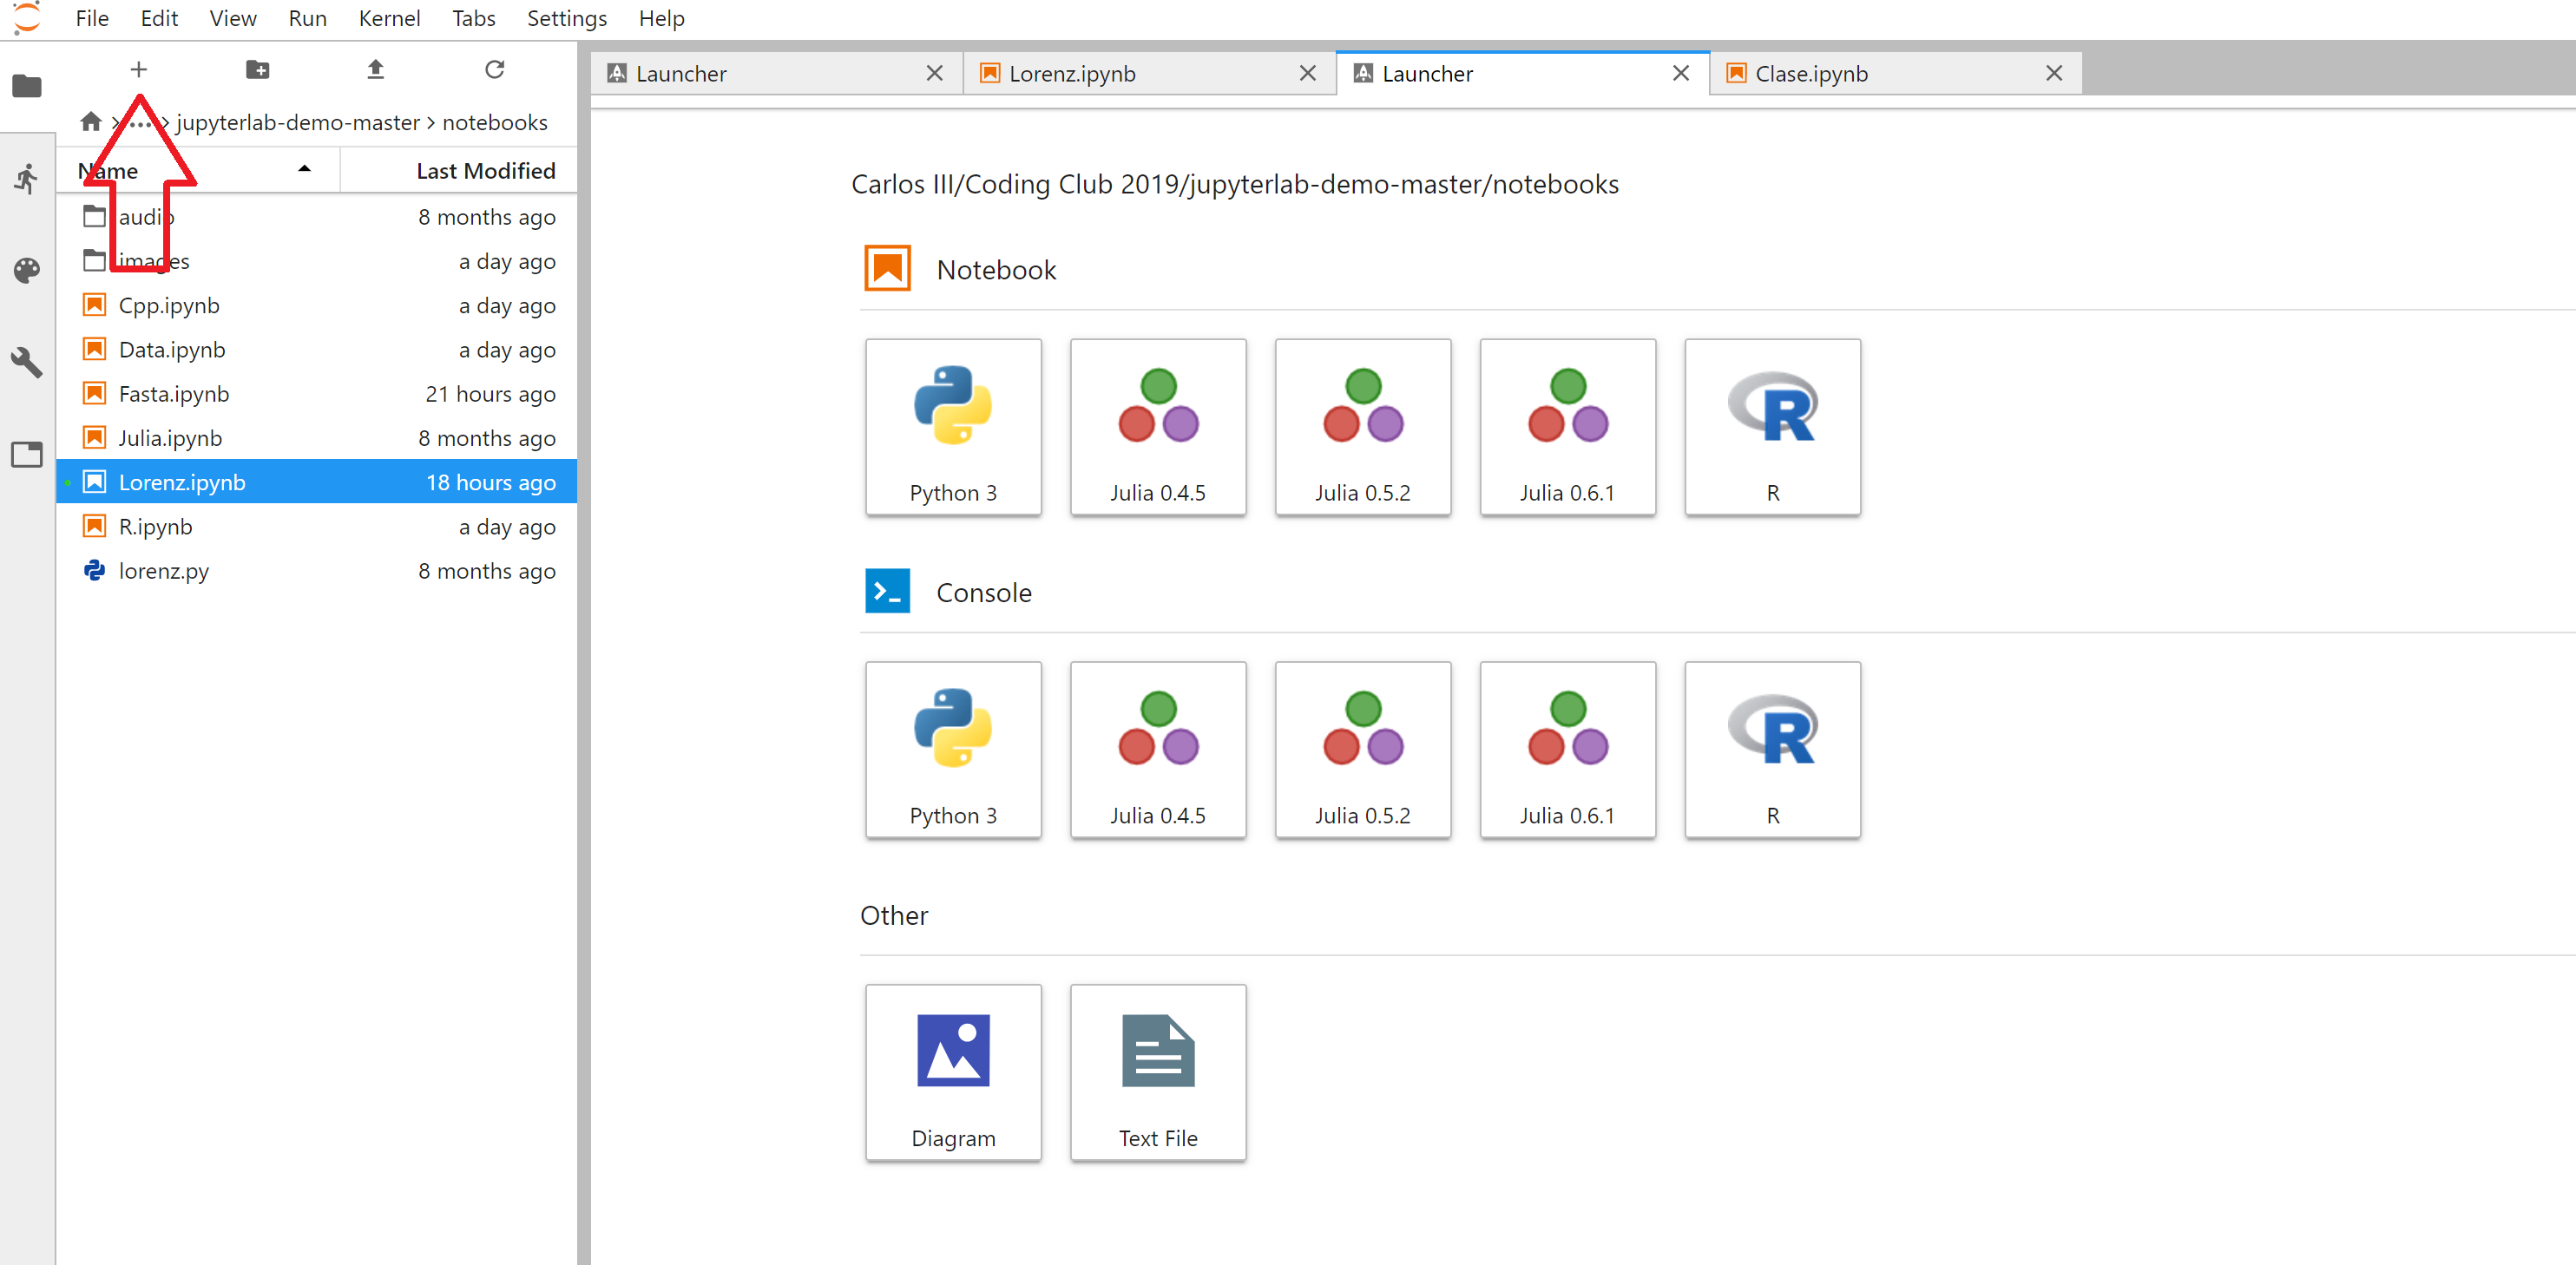 File Edit View Run Kernel Tabs Settings Help
Launcher Lorenz.ipynb Launcher Clase.ipynb
> ... > jupyterlab-demo-master > notebooks
Name Last Modified
audio 8 months ago
images a day ago
Cpp.ipynb a day ago
Data.ipynb a day ago
Fasta.ipynb 21 hours ago
Julia.ipynb 8 months ago
Lorenz.ipynb 18 hours ago
R.ipynb a day ago
lorenz.py 8 months ago
Carlos III/Coding Club 2019/jupyterlab-demo-master/notebooks
Notebook
Python 3 Julia 0.4.5 Julia 0.5.2 Julia 0.6.1 R
Console
Python 3 Julia 0.4.5 Julia 0.5.2 Julia 0.6.1 R
Other
Diagram Text File